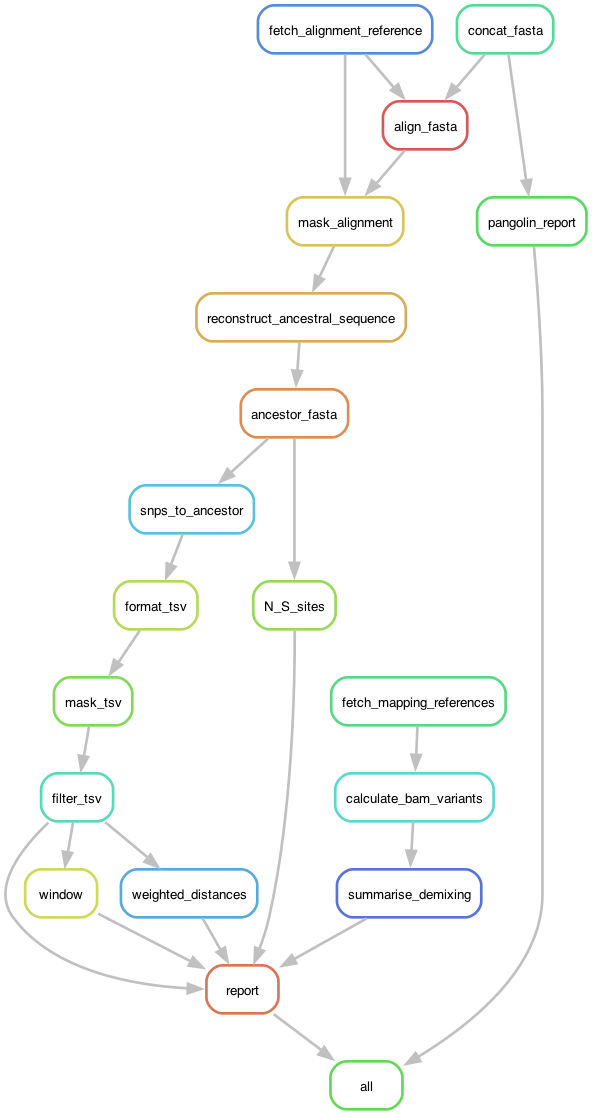 fetch_alignment_reference
concat_fasta
align_fasta
mask_alignment
pangolin_report
reconstruct_ancestral_sequence
ancestor_fasta
snps_to_ancestor
format_tsv
N_S_sites
mask_tsv
fetch_mapping_references
filter_tsv
calculate_bam_variants
window
weighted_distances
summarise_demixing
report
all